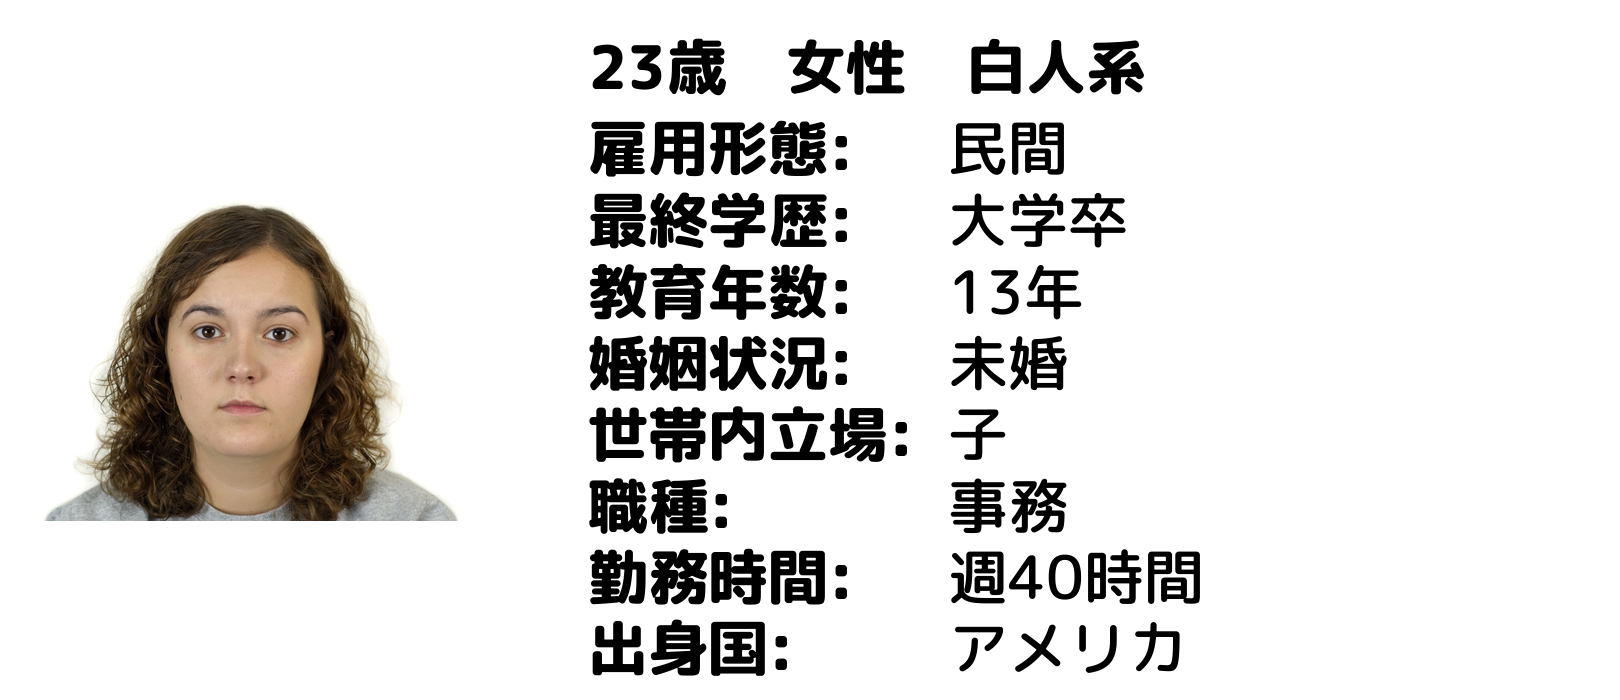 23歳　女性　白人系
雇用形態:　民間
最終学歴:　大学卒
教育年数:　13年
婚姻状況:　未婚
世帯内立場:　子
職種:　事務
勤務時間:　週40時間
出身国:　アメリカ